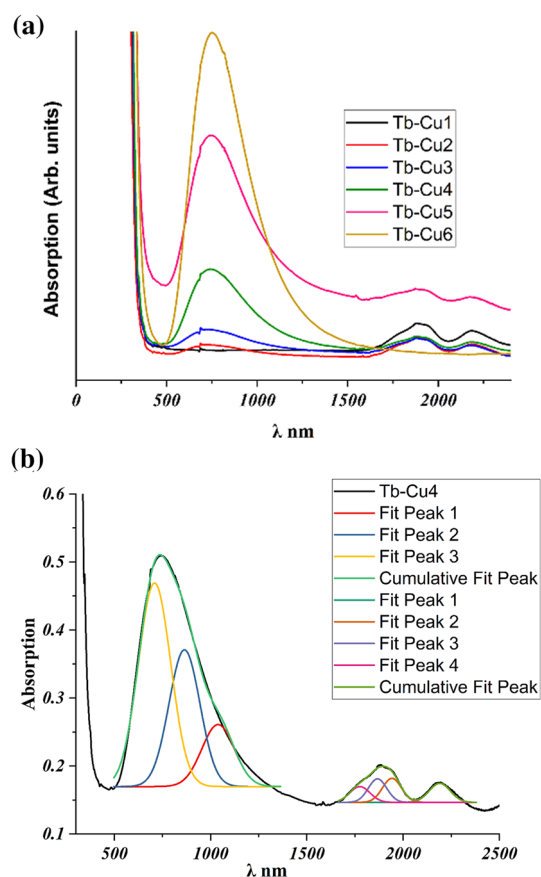 (a)
Absorption (Arb. units)
Tb-Cu1
Tb-Cu2
Tb-Cu3
Tb-Cu4
Tb-Cu5
Tb-Cu6
0 500 1000 1500 2000
λ nm
(b)
0.6
0.5
0.4
0.3
0.2
0.1
Absorption
Tb-Cu4
Fit Peak 1
Fit Peak 2
Fit Peak 3
Cumulative Fit Peak
Fit Peak 1
Fit Peak 2
Fit Peak 3
Fit Peak 4
Cumulative Fit Peak
0 500 1000 1500 2000 2500
λ nm